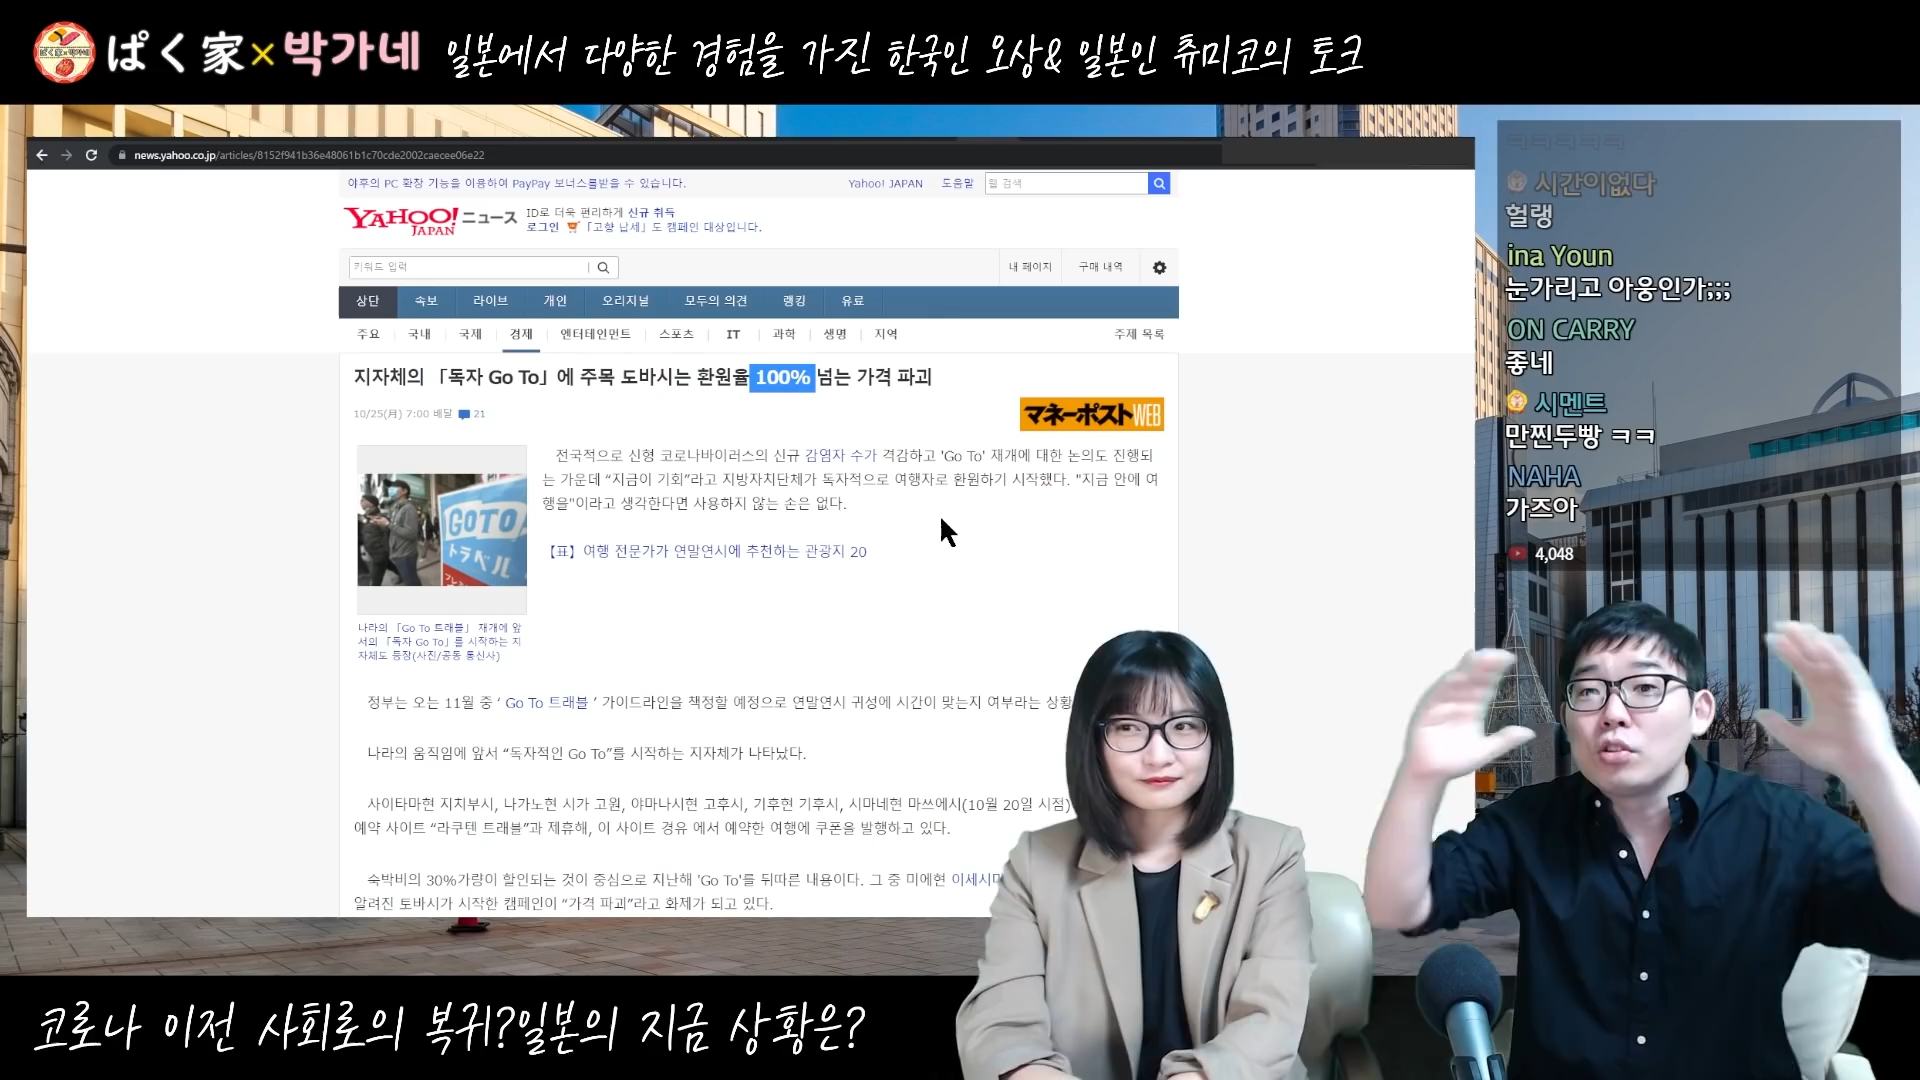 ぱく家×박가네 일본에서 다양한 경험을 가진 한국인 오상& 일본인 츄미코의 토크
news.yahoo.co.jp/articles/8152f941b36e48061b1c70cde2002caecee06e22
야후의 PC 확장 기능을 이용하여 PayPay 보너스를받을 수 있습니다.
Yahoo! JAPAN 도움말 웹 검색
YAHOO! JAPAN ニュース
ID로 더욱 편리하게 신규 취득
로그인 「고향 납세」도 캠페인 대상입니다.
키워드 입력
내 페이지 구매 내역
상단 속보 라이브 개인 오리지널 모두의 의견 랭킹 유료
주요 국내 국제 경제 엔터테인먼트 스포츠 IT 과학 생명 지역 주제 목록
지자체의 「독자 Go To」에 주목 도바시는 환원율 100% 넘는 가격 파괴
10/25(月) 7:00 배달 21
マネーポストWEB
전국적으로 신형 코로나바이러스의 신규 감염자 수가 격감하고 'Go To' 재개에 대한 논의도 진행되
는 가운데 “지금이 기회”라고 지방자치단체가 독자적으로 여행자로 환원하기 시작했다. "지금 안에 여
행을"이라고 생각한다면 사용하지 않는 손은 없다.
【표】여행 전문가가 연말연시에 추천하는 관광지 20
GOTO
トラベル
나라의 「Go To 트래블」 재개에 앞
서의 「독자 Go To」를 시작하는 지
자체도 등장(사진/공동 통신사)
정부는 오는 11월 중 ‘ Go To 트래블 ’ 가이드라인을 책정할 예정으로 연말연시 귀성에 시간이 맞는지 여부라는 상황
나라의 움직임에 앞서 “독자적인 Go To”를 시작하는 지자체가 나타났다.
사이타마현 지치부시, 나가노현 시가 고원, 야마나시현 고후시, 기후현 기후시, 시마네현 마쓰에시(10월 20일 시점)
예약 사이트 “라쿠텐 트래블”과 제휴해, 이 사이트 경유 에서 예약한 여행에 쿠폰을 발행하고 있다.
숙박비의 30%가량이 할인되는 것이 중심으로 지난해 'Go To'를 뒤따른 내용이다. 그 중 미에현 이세시마
알려진 토바시가 시작한 캠페인이 “가격 파괴”라고 화제가 되고 있다.
ㅋㅋㅋㅋㅋ
시간이없다
헐랭
ina Youn
눈가리고 아웅인가;;;
ON CARRY
좋네
시멘트
만찐두빵 ㅋㅋ
NAHA
가즈아
4,048
코로나 이전 사회로의 복귀?일본의 지금 상황은?